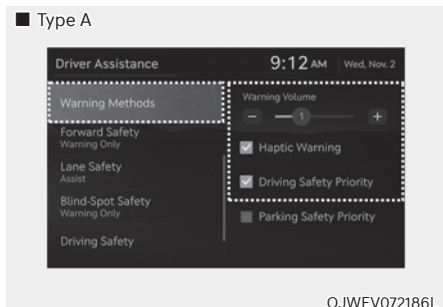 ■ Type A
Driver Assistance
9:12 AM Wed, Nov. 2
Warning Methods
Forward Safety
Warning Only
Lane Safety
Assist
Blind-Spot Safety
Warning Only
Driving Safety
Warning Volume
− 1 +
Haptic Warning
Driving Safety Priority
Parking Safety Priority
OJWEV072186L